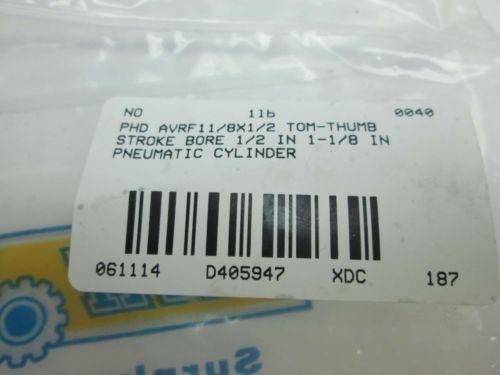 NO 1lb 0040
PHD AVRF11/8X1/2 TOM-THUMB
STROKE BORE 1/2 IN 1-1/8 IN
PNEUMATIC CYLINDER
061114 D405947 XDC 187